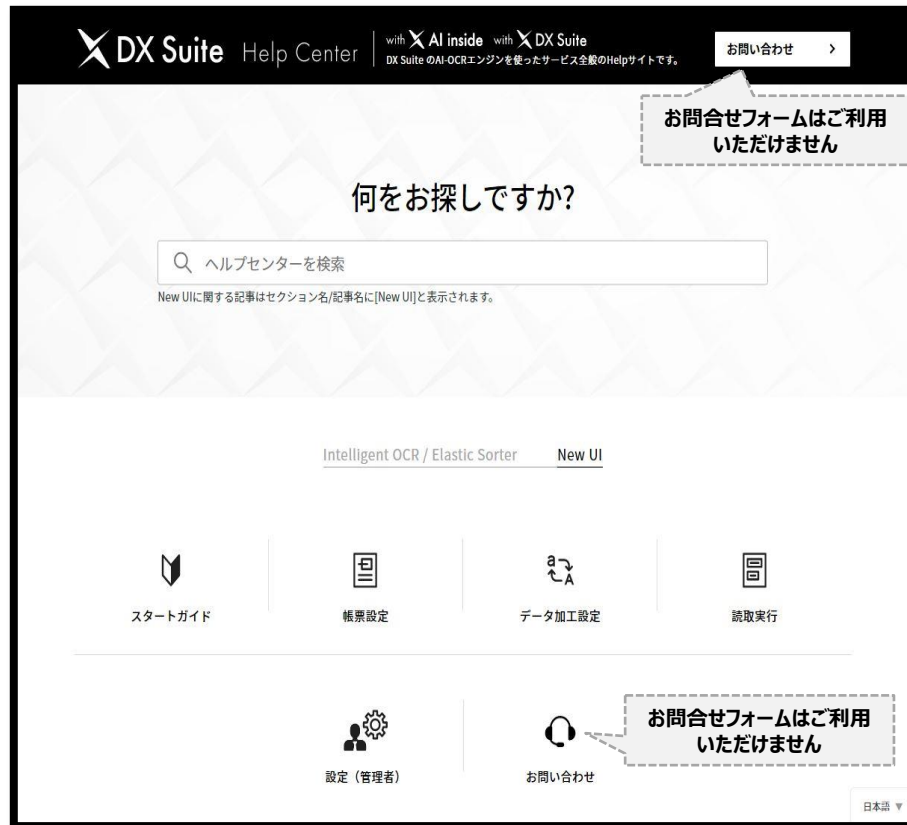 DX Suite Help Center
with AI inside with DX Suite
DX Suite のAI-OCRエンジンを使ったサービス全般のHelpサイトです。
お問い合わせ
お問合せフォームはご利用
いただけません
何をお探しですか?
ヘルプセンターを検索
New UIに関する記事はセクション名/記事名に[New UI]と表示されます。
Intelligent OCR / Elastic Sorter New UI
a
A
スタートガイド 帳票設定 データ加工設定 読取実行
お問合せフォームはご利用
いただけません
設定（管理者） お問い合わせ
日本語 ▼